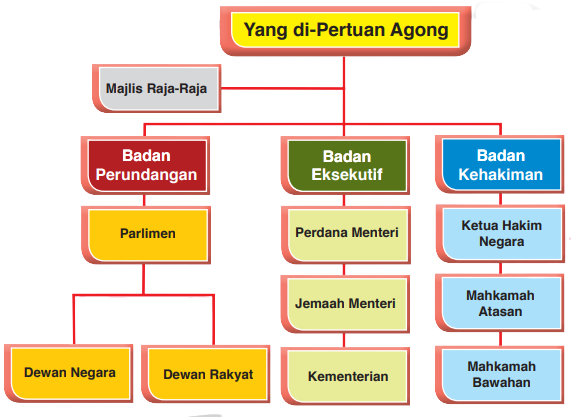 Yang di-Pertuan Agong
Majlis Raja-Raja
Badan
Perundangan
Badan
Eksekutif
Badan
Kehakiman
Parlimen
Perdana Menteri
Ketua Hakim
Negara
Jemaah Menteri
Mahkamah
Atasan
Dewan Negara
Dewan Rakyat
Kementerian
Mahkamah
Bawahan